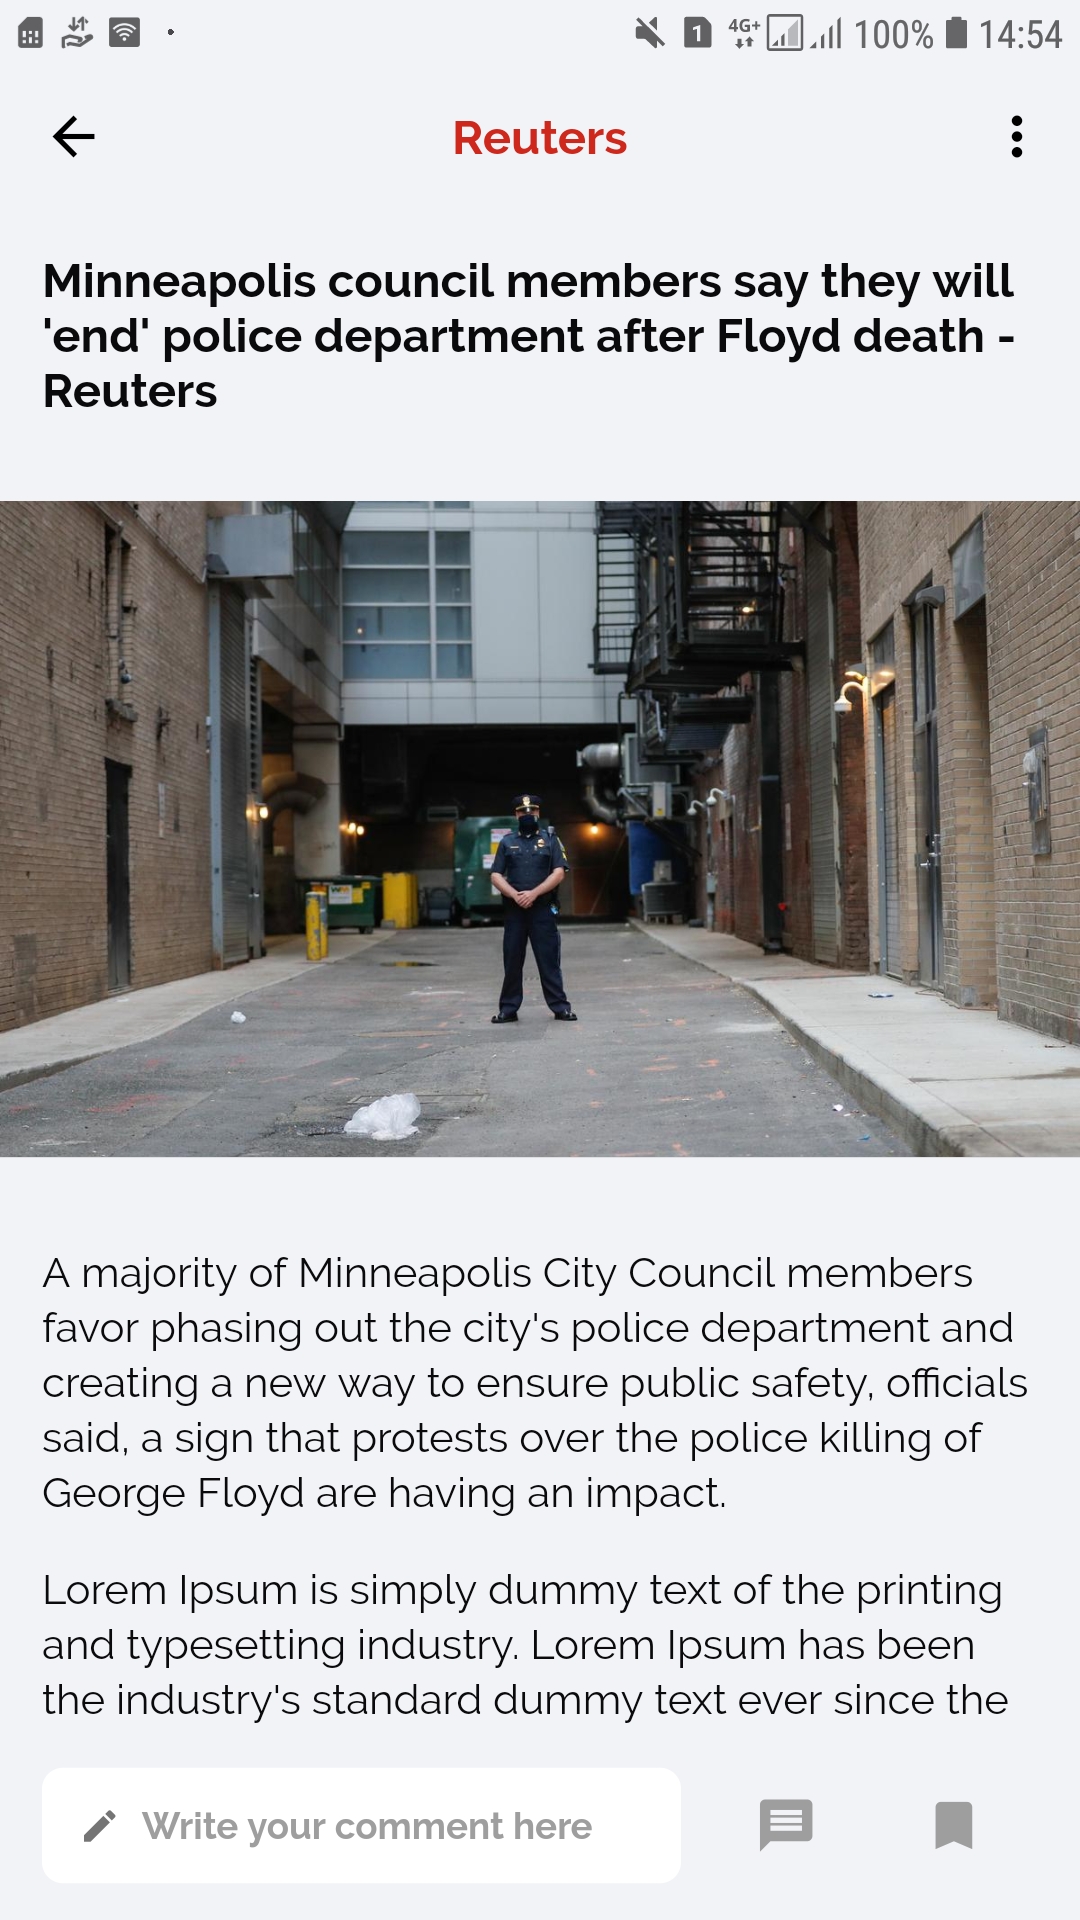 1 4G+ 100% 14:54
Reuters
Minneapolis council members say they will
'end' police department after Floyd death -
Reuters
A majority of Minneapolis City Council members
favor phasing out the city's police department and
creating a new way to ensure public safety, officials
said, a sign that protests over the police killing of
George Floyd are having an impact.
Lorem Ipsum is simply dummy text of the printing
and typesetting industry. Lorem Ipsum has been
the industry's standard dummy text ever since the
Write your comment here